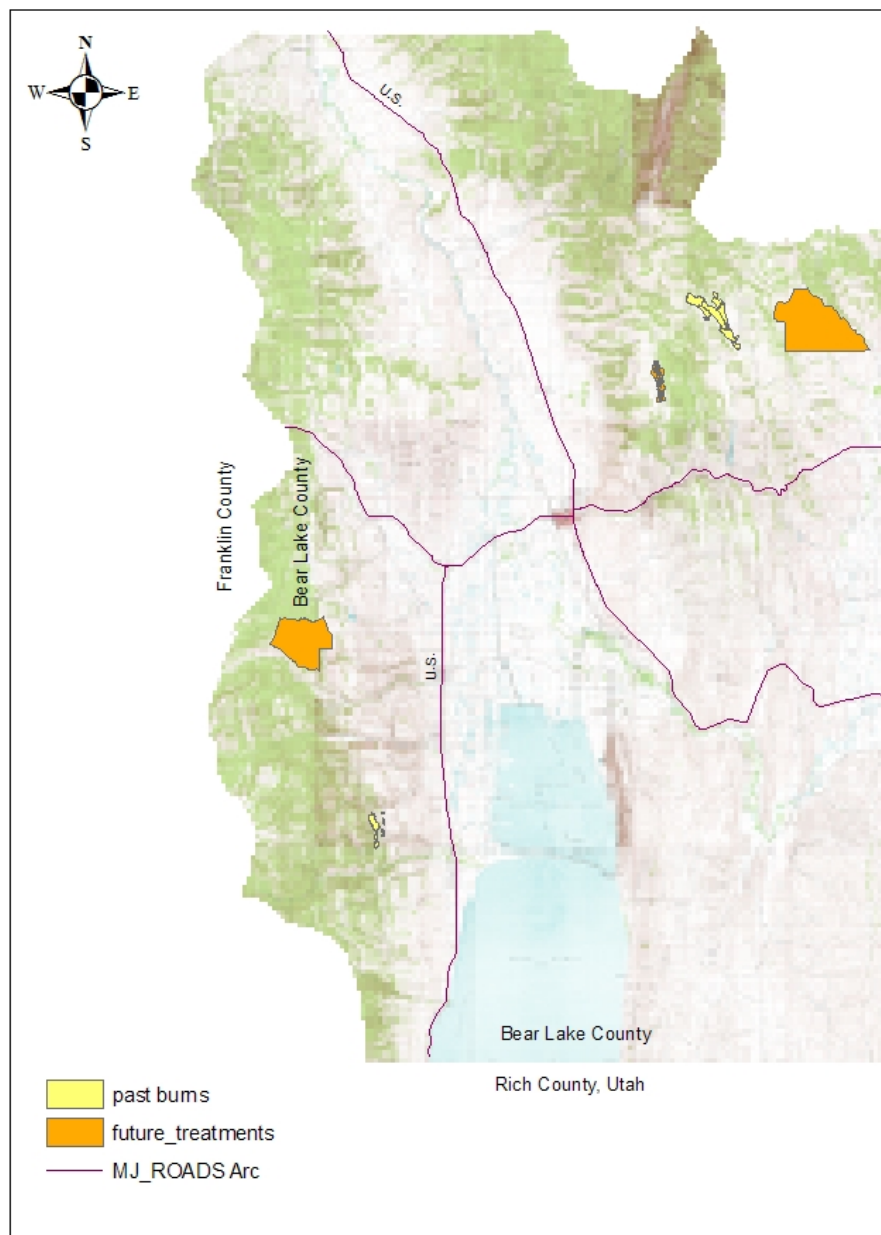 N
W E
S
U.S.
Franklin County
Bear Lake County
U.S.
Bear Lake County
Rich County, Utah
past burns
future_treatments
MJ_ROADS Arc